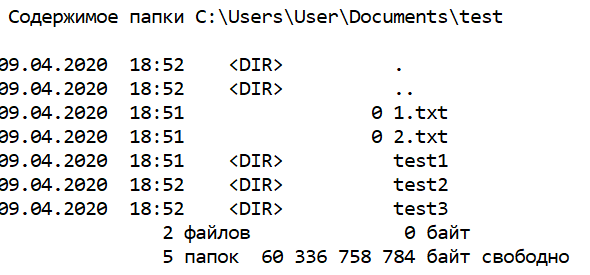 Содержимое папки C:\Users\User\Documents\test
09.04.2020  18:52    <DIR>          .
09.04.2020  18:52    <DIR>          ..
09.04.2020  18:51                 0 1.txt
09.04.2020  18:51                 0 2.txt
09.04.2020  18:51    <DIR>          test1
09.04.2020  18:52    <DIR>          test2
09.04.2020  18:52    <DIR>          test3
               2 файлов              0 байт
               5 папок  60 336 758 784 байт свободно